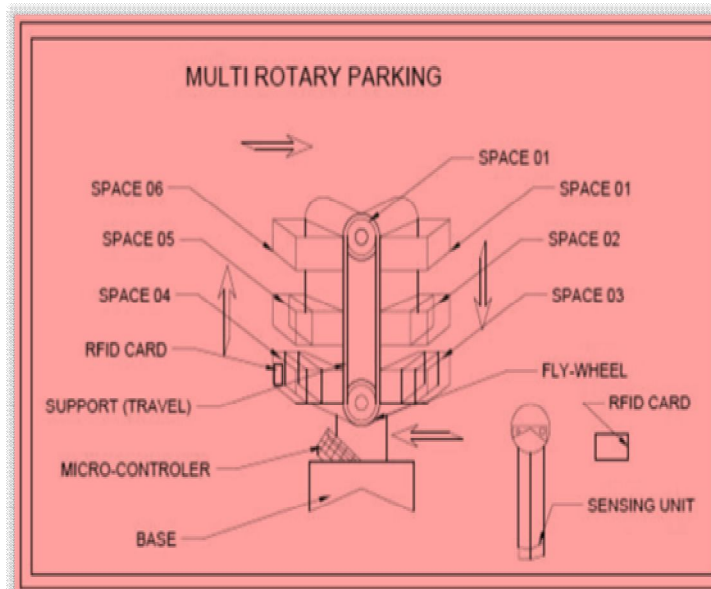 MULTI ROTARY PARKING
SPACE 01
SPACE 06
SPACE 01
SPACE 05
SPACE 02
SPACE 04
SPACE 03
RFID CARD
FLY-WHEEL
RFID CARD
SUPPORT (TRAVEL)
MICRO-CONTROLER
SENSING UNIT
BASE